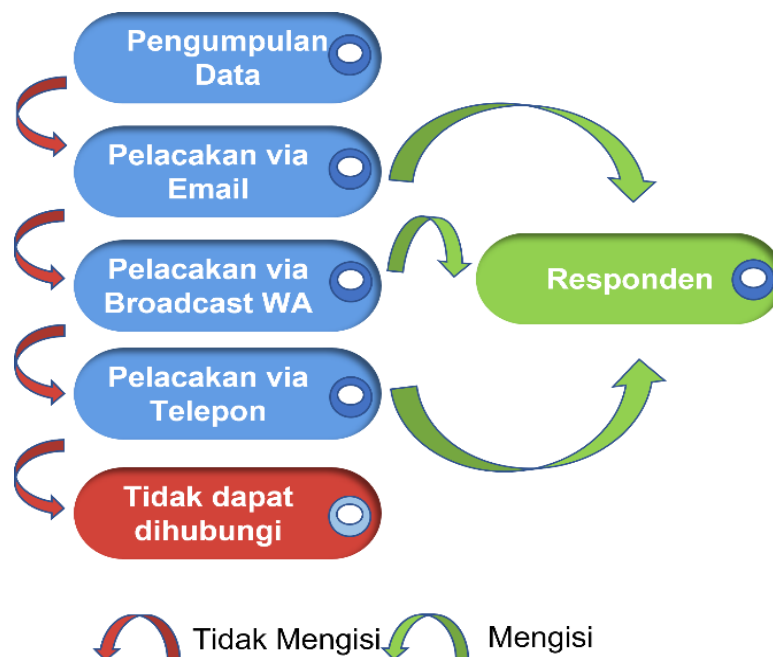 Pengumpulan
Data
Pelacakan via
Email
Pelacakan via
Broadcast WA
Responden
Pelacakan via
Telepon
Tidak dapat
dihubungi
Tidak Mengisi
Mengisi